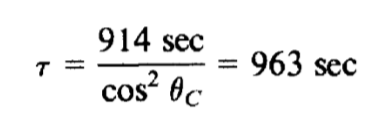 τ = 914 sec / cos² θ_C = 963 sec